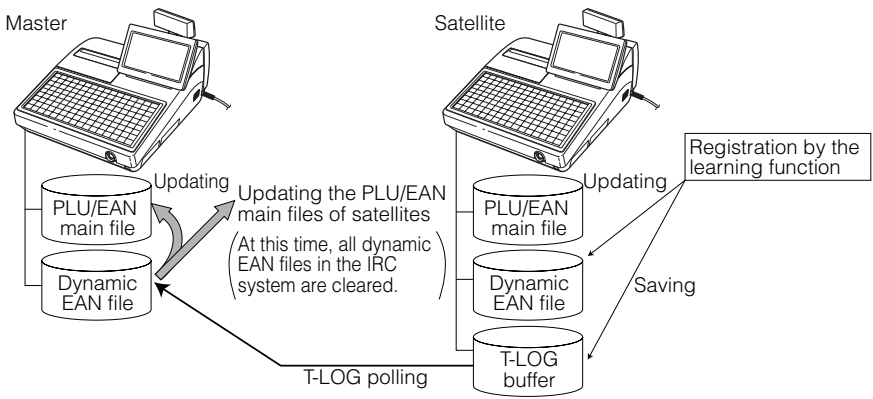 Master
Satellite
Registration by the
learning function
Updating
Updating the PLU/EAN
main files of satellites
(At this time, all dynamic
EAN files in the IRC
system are cleared.)
PLU/EAN
main file
Dynamic
EAN file
Updating
PLU/EAN
main file
Dynamic
EAN file
Saving
T-LOG
buffer
T-LOG polling